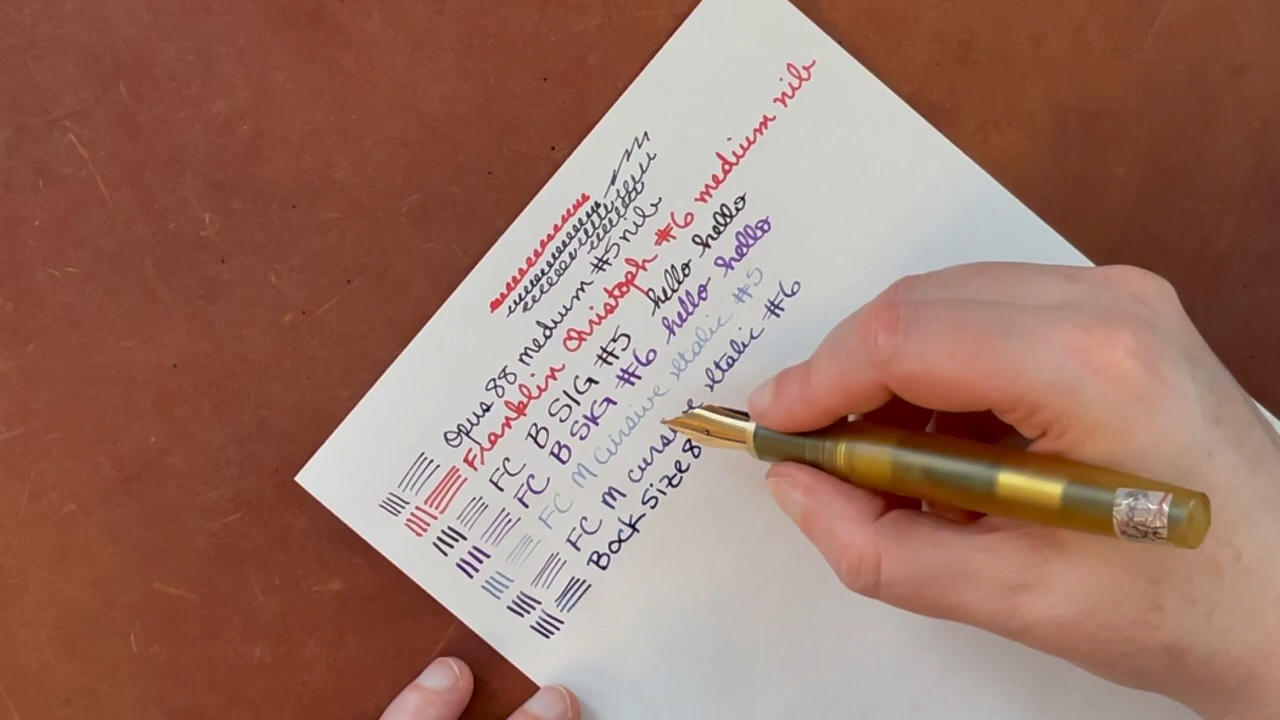 Opus 88 medium #5 nib
Franklin Christoph #6 medium nib
FC B SIG #5 hello hello
FC B SIG #6 hello hello
FC M cursive italic #5
FC M cursive italic #6
Bock size 8